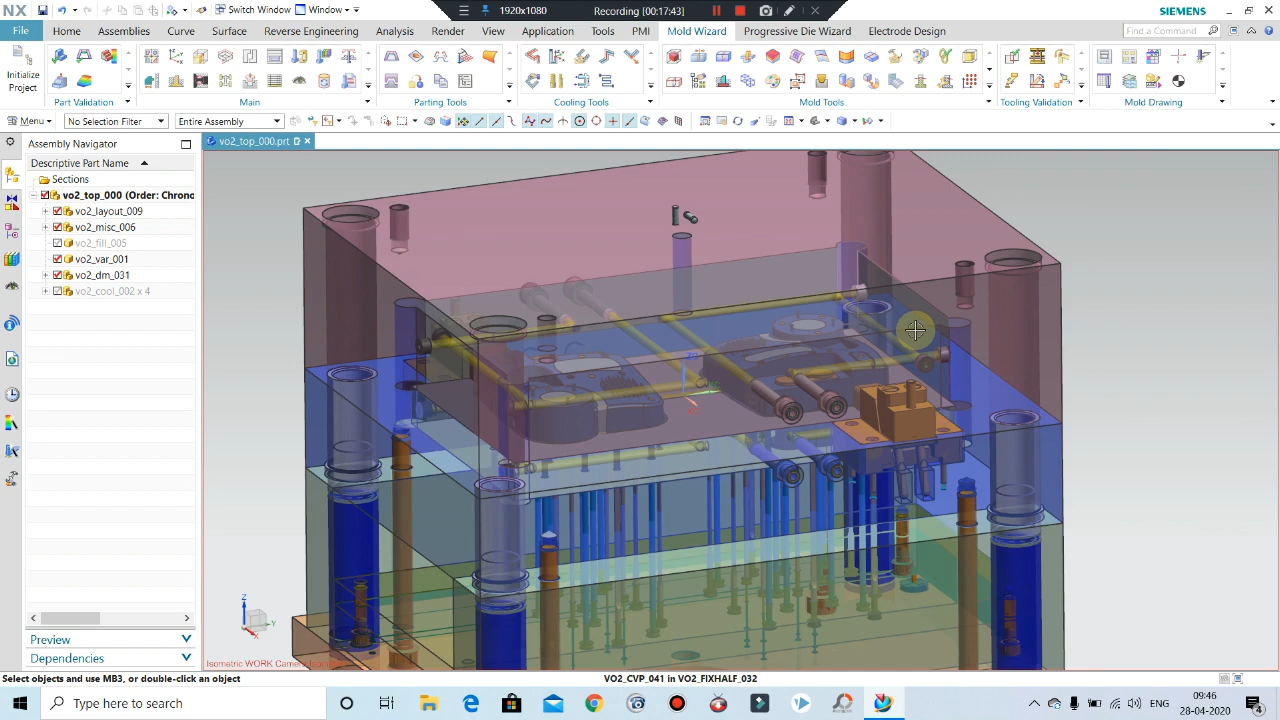 NX
Switch Window
Window
1920x1080
Recording [00:17:43]
SIEMENS
File
Home
Curve
Surface
Reverse Engineering
Analysis
Render
View
Application
Tools
PMI
Mold Wizard
Progressive Die Wizard
Electrode Design
Find a Command
Initialize
Project
Part Validation
Main
Parting Tools
Cooling Tools
Mold Tools
Tooling Validation
Mold Drawing
Menu
No Selection Filter
Entire Assembly
Assembly Navigator
vo2_top_000.prt
Descriptive Part Name
Sections
vo2_top_000 (Order: Chrono
vo2_layout_009
vo2_misc_006
vo2_fill_005
vo2_var_001
vo2_dm_031
vo2_cool_002 x 4
Preview
Dependencies
Z
Y
X
Select objects and use MB3, or double-click an object
VO2_CVP_041 in VO2_FIXHALF_032
Type here to search
ENG
09:46
28-04-2020